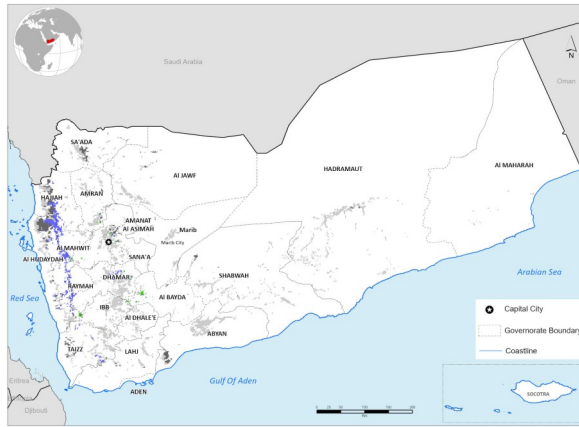 Saudi Arabia
Oman
N
SA'ADA
HADRAMAUT
Al MAHARAH
Al JAWF
HAJJAH
AMRAN
AMANAT
Al ASIMAH
Marib
Marib City
AlMAHWIT
Al HUDAYDAH
SANA'A
SHABWAH
Arabian Sea
DHAMAR
RAYMAH
Al BAYDA
Red Sea
IBB
Al DHALE'E
ABYAN
TAIZZ
LAHJ
Gulf Of Aden
ADEN
Eritrea
Djibouti
Capital City
Governorate Boundary
Coastline
SOCOTRA